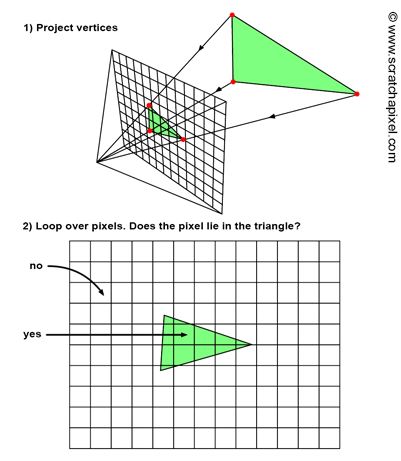 1) Project vertices
© www.scratchapixel.com
2) Loop over pixels. Does the pixel lie in the triangle?
no
yes